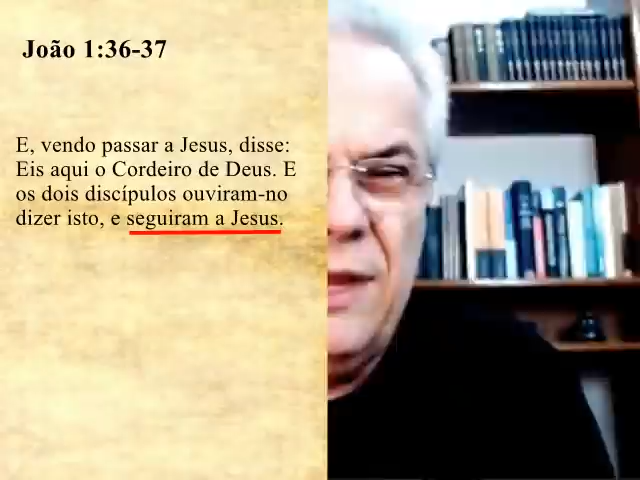 João 1:36-37
E, vendo passar a Jesus, disse:
Eis aqui o Cordeiro de Deus. E
os dois discípulos ouviram-no
dizer isto, e seguiram a Jesus.